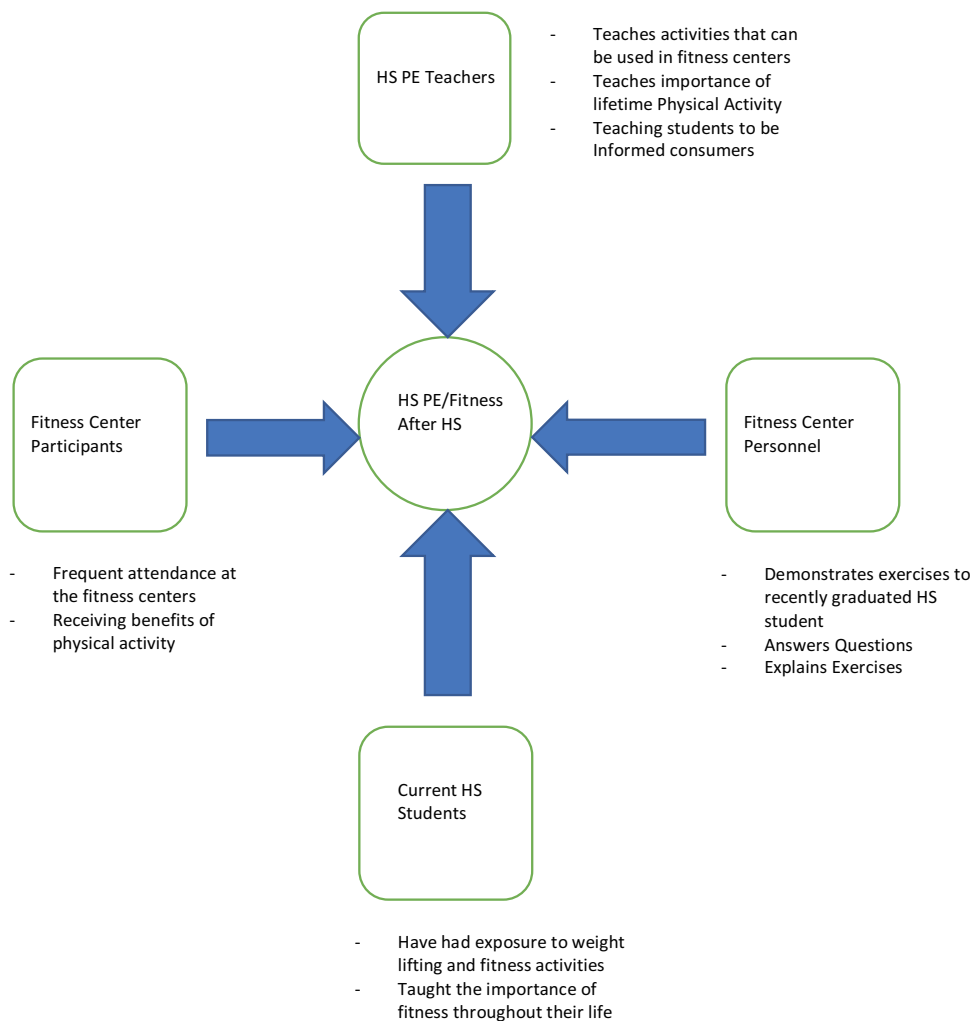 HS PE Teachers
- Teaches activities that can
be used in fitness centers
- Teaches importance of
lifetime Physical Activity
- Teaching students to be
Informed consumers
Fitness Center
Participants
HS PE/Fitness
After HS
Fitness Center
Personnel
- Frequent attendance at
the fitness centers
- Receiving benefits of
physical activity
- Demonstrates exercises to
recently graduated HS
student
- Answers Questions
- Explains Exercises
Current HS
Students
- Have had exposure to weight
lifting and fitness activities
- Taught the importance of
fitness throughout their life